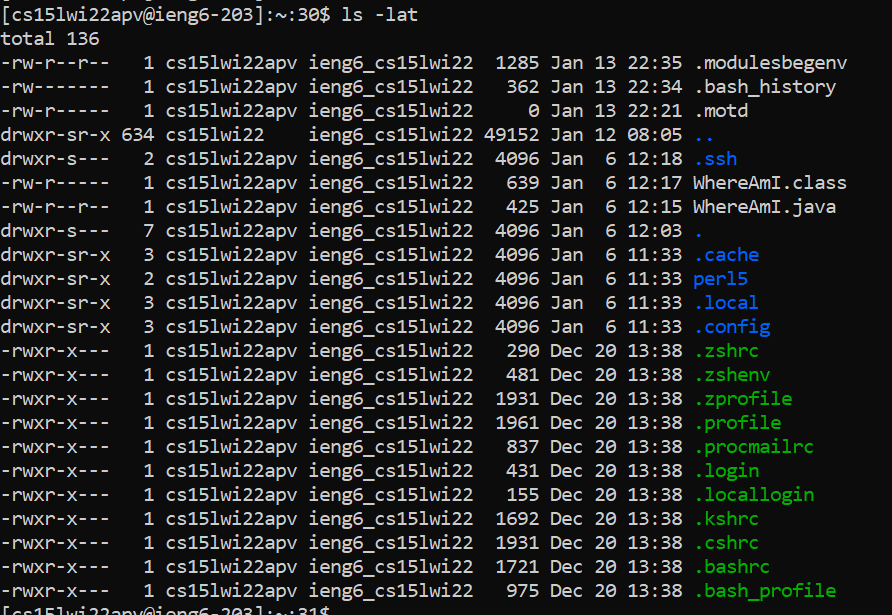 [cs15lwi22apv@ieng6-203]:~:30$ ls -lat
total 136
-rw-r--r--   1 cs15lwi22apv ieng6_cs15lwi22  1285 Jan 13 22:35 .modulesbegenv
-rw-------   1 cs15lwi22apv ieng6_cs15lwi22   362 Jan 13 22:34 .bash_history
-rw-r-----   1 cs15lwi22apv ieng6_cs15lwi22     0 Jan 13 22:21 .motd
drwxr-sr-x 634 cs15lwi22    ieng6_cs15lwi22 49152 Jan 12 08:05 ..
drwxr-s---   2 cs15lwi22apv ieng6_cs15lwi22  4096 Jan  6 12:18 .ssh
-rw-r-----   1 cs15lwi22apv ieng6_cs15lwi22   639 Jan  6 12:17 WhereAmI.class
-rw-r--r--   1 cs15lwi22apv ieng6_cs15lwi22   425 Jan  6 12:15 WhereAmI.java
drwxr-s---   7 cs15lwi22apv ieng6_cs15lwi22  4096 Jan  6 12:03 .
drwxr-sr-x   3 cs15lwi22apv ieng6_cs15lwi22  4096 Jan  6 11:33 .cache
drwxr-sr-x   2 cs15lwi22apv ieng6_cs15lwi22  4096 Jan  6 11:33 perl5
drwxr-sr-x   3 cs15lwi22apv ieng6_cs15lwi22  4096 Jan  6 11:33 .local
drwxr-sr-x   3 cs15lwi22apv ieng6_cs15lwi22  4096 Jan  6 11:33 .config
-rwxr-x---   1 cs15lwi22apv ieng6_cs15lwi22   290 Dec 20 13:38 .zshrc
-rwxr-x---   1 cs15lwi22apv ieng6_cs15lwi22   481 Dec 20 13:38 .zshenv
-rwxr-x---   1 cs15lwi22apv ieng6_cs15lwi22  1931 Dec 20 13:38 .zprofile
-rwxr-x---   1 cs15lwi22apv ieng6_cs15lwi22  1961 Dec 20 13:38 .profile
-rwxr-x---   1 cs15lwi22apv ieng6_cs15lwi22   837 Dec 20 13:38 .procmailrc
-rwxr-x---   1 cs15lwi22apv ieng6_cs15lwi22   431 Dec 20 13:38 .login
-rwxr-x---   1 cs15lwi22apv ieng6_cs15lwi22   155 Dec 20 13:38 .locallogin
-rwxr-x---   1 cs15lwi22apv ieng6_cs15lwi22  1692 Dec 20 13:38 .kshrc
-rwxr-x---   1 cs15lwi22apv ieng6_cs15lwi22  1931 Dec 20 13:38 .cshrc
-rwxr-x---   1 cs15lwi22apv ieng6_cs15lwi22  1721 Dec 20 13:38 .bashrc
-rwxr-x---   1 cs15lwi22apv ieng6_cs15lwi22   975 Dec 20 13:38 .bash_profile
[cs15lwi22apv@ieng6-203]:~:31$